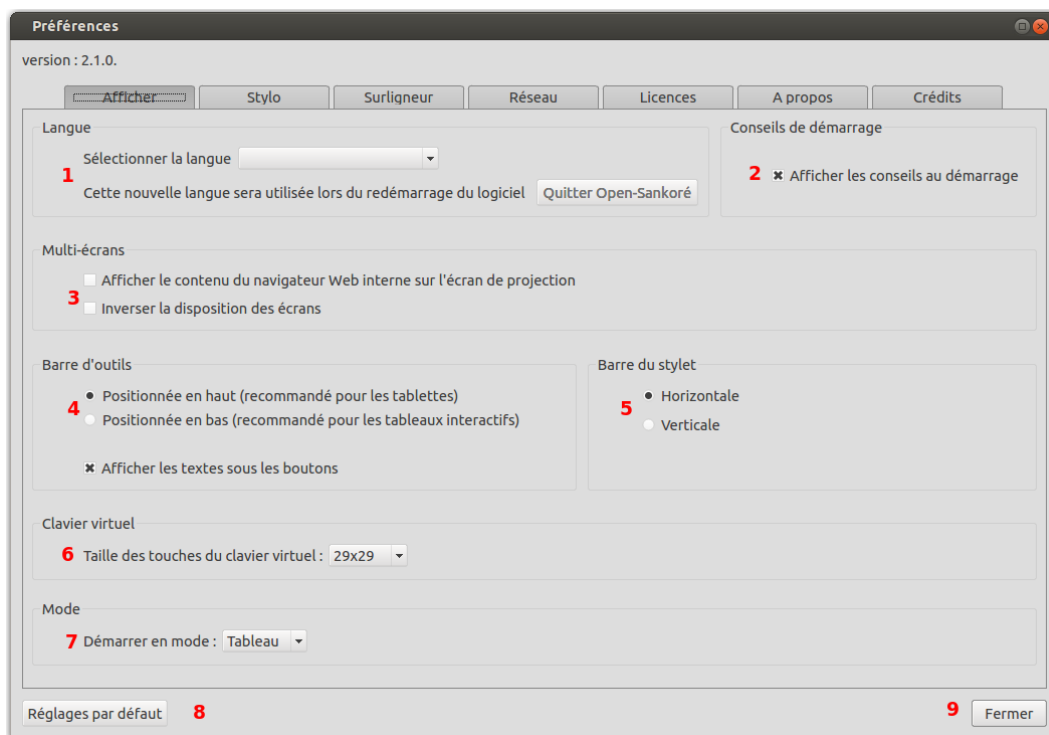 Préférences
version : 2.1.0.
Afficher Stylo Surligneur Réseau Licences A propos Crédits
Langue Conseils de démarrage
Sélectionner la langue
1 2 Afficher les conseils au démarrage
Cette nouvelle langue sera utilisée lors du redémarrage du logiciel Quitter Open-Sankoré
Multi-écrans
Afficher le contenu du navigateur Web interne sur l'écran de projection
3
Inverser la disposition des écrans
Barre d'outils Barre du stylet
Positionnée en haut (recommandé pour les tablettes) Horizontale
4 5
Positionnée en bas (recommandé pour les tableaux interactifs) Verticale
Afficher les textes sous les boutons
Clavier virtuel
6 Taille des touches du clavier virtuel : 29x29
Mode
7 Démarrer en mode : Tableau
Réglages par défaut 8 9 Fermer